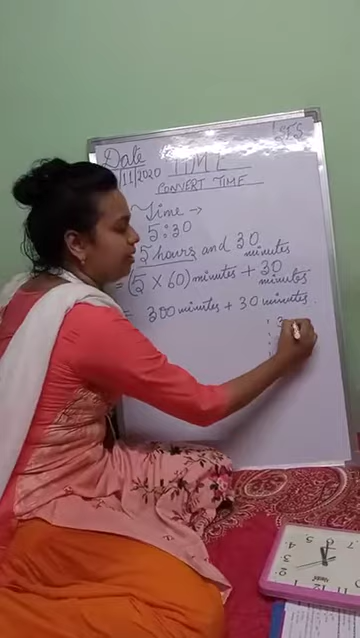 Date
/11/2020
TIME
CONVERT TIME
Time →
5:30
5 hours and 30 minutes
= (5 × 60) minutes + 30 minutes
= 300 minutes + 30 minutes
3